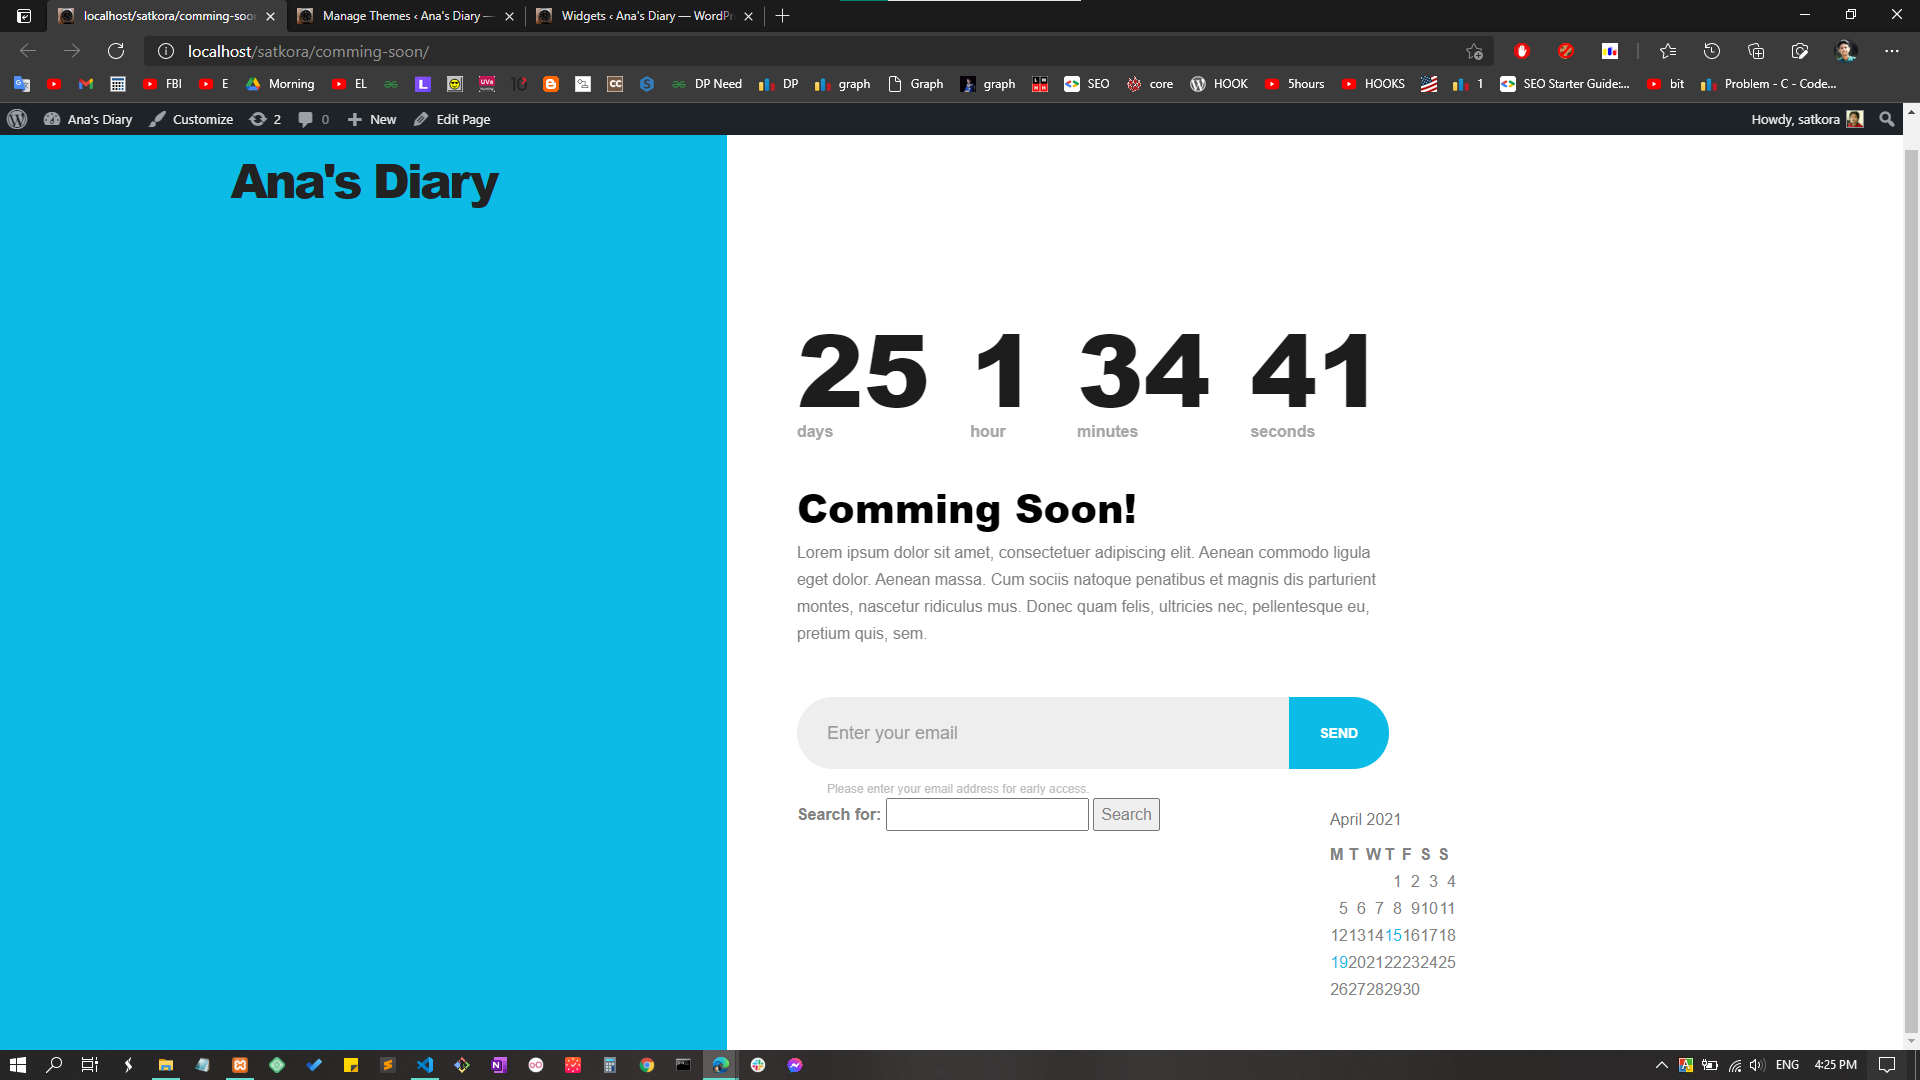 localhost/satkora/comming-soon
Manage Themes ‹ Ana's Diary —
Widgets ‹ Ana's Diary — WordPr
localhost/satkora/comming-soon/
FBI E Morning EL DP Need DP graph Graph graph SEO core HOOK 5hours HOOKS 1 SEO Starter Guide:... bit Problem - C - Code...
Ana's Diary Customize 2 0 New Edit Page Howdy, satkora
Ana's Diary
25 1 34 41
days hour minutes seconds
Comming Soon!
Lorem ipsum dolor sit amet, consectetuer adipiscing elit. Aenean commodo ligula
eget dolor. Aenean massa. Cum sociis natoque penatibus et magnis dis parturient
montes, nascetur ridiculus mus. Donec quam felis, ultricies nec, pellentesque eu,
pretium quis, sem.
Enter your email SEND
Please enter your email address for early access.
Search for: Search
April 2021
M T W T F S S
1 2 3 4
5 6 7 8 9 10 11
12 13 14 15 16 17 18
19 20 21 22 23 24 25
26 27 28 29 30
ENG 4:25 PM